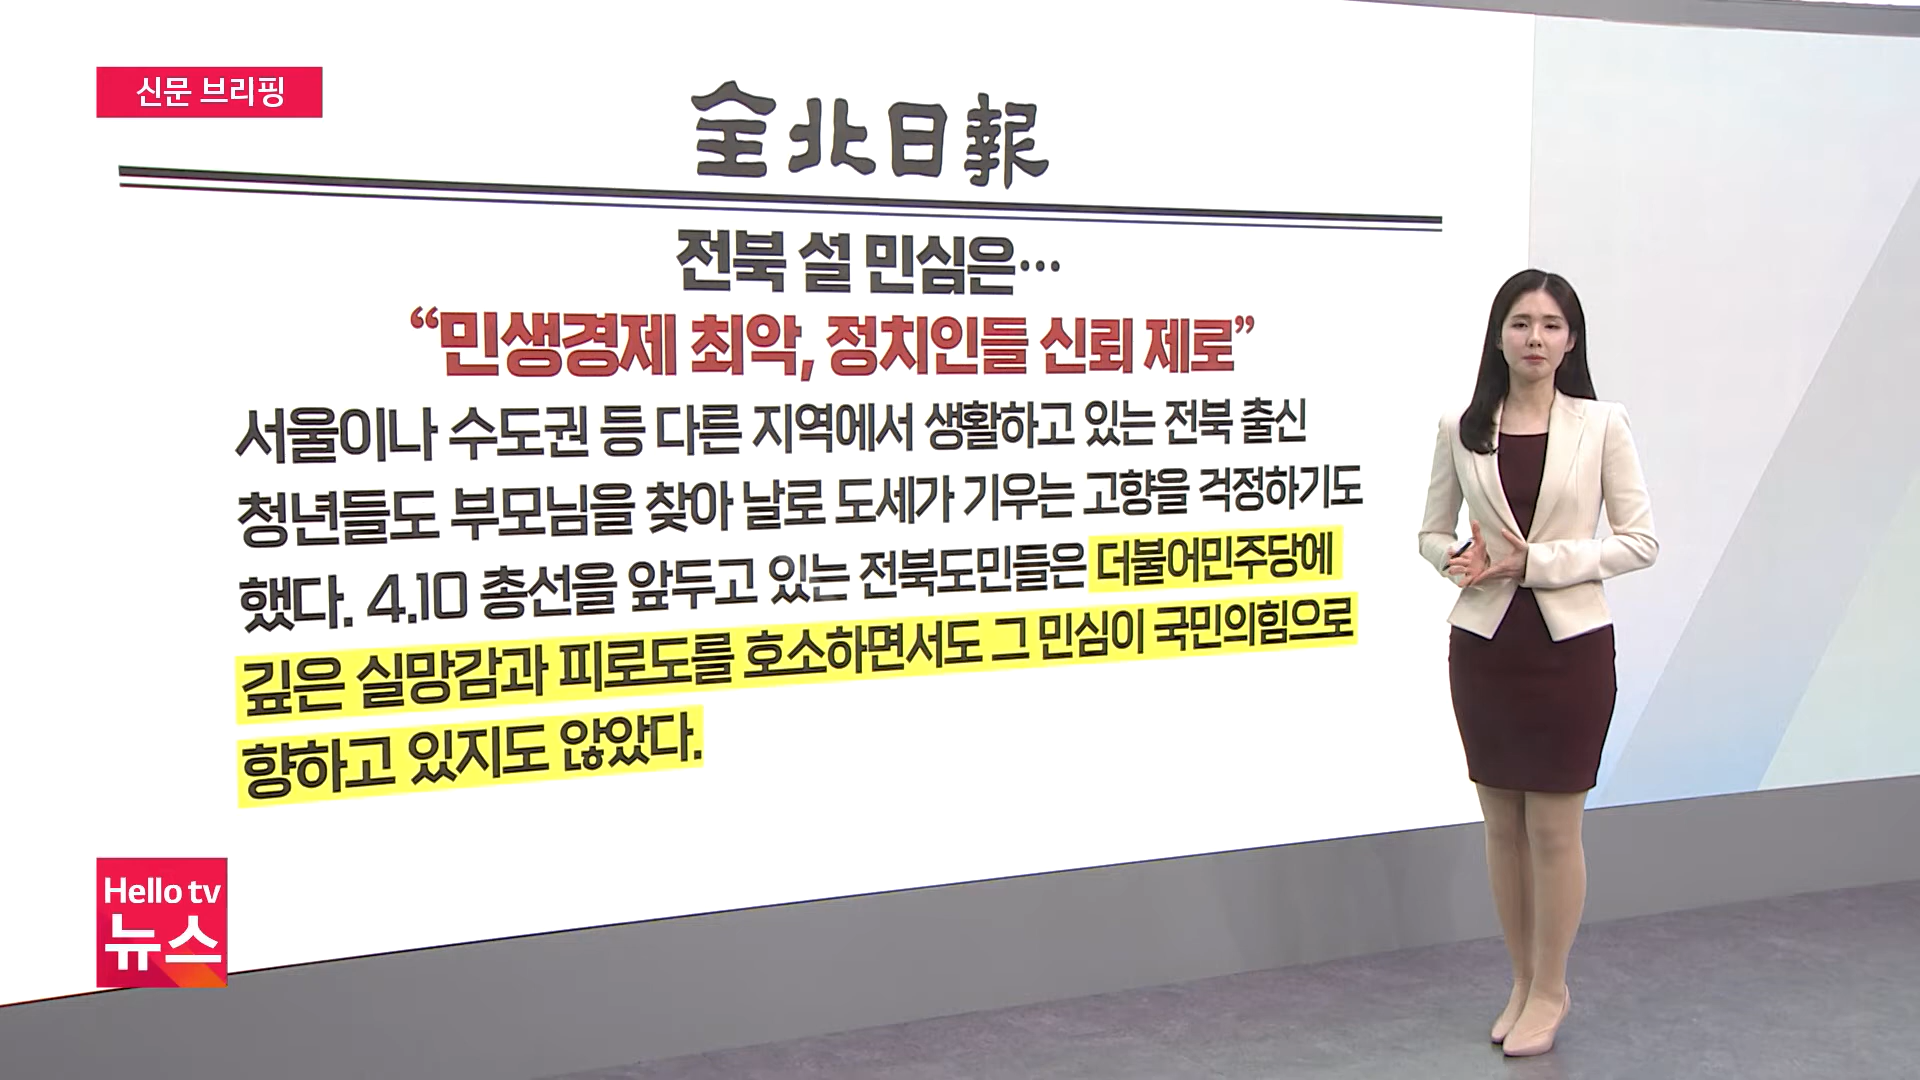 신문 브리핑
全北日報
전북 설 민심은…
“민생경제 최악, 정치인들 신뢰 제로”
서울이나 수도권 등 다른 지역에서 생활하고 있는 전북 출신
청년들도 부모님을 찾아 날로 도세가 기우는 고향을 걱정하기도
했다. 4.10 총선을 앞두고 있는 전북도민들은 더불어민주당에
깊은 실망감과 피로도를 호소하면서도 그 민심이 국민의힘으로
향하고 있지도 않았다.
Hello tv
뉴스